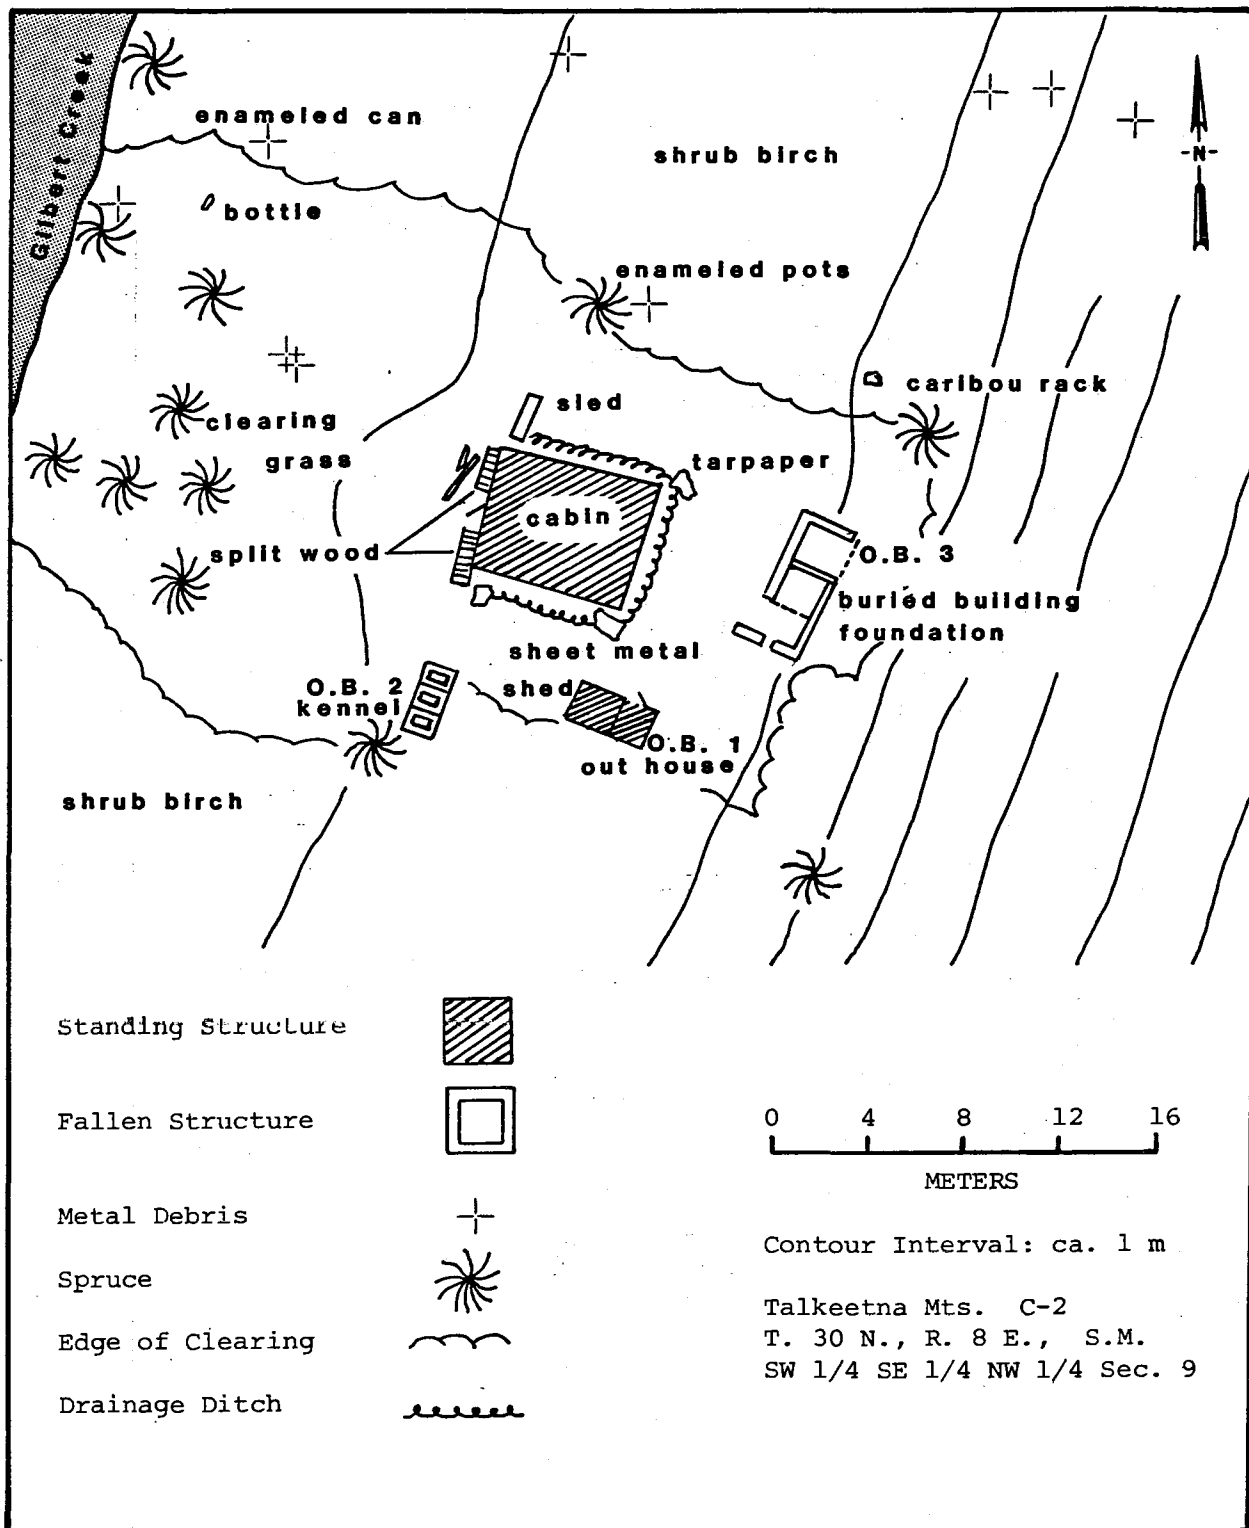 Gilbert Creek
enameled can
shrub birch
-N-
bottle
enameled pots
caribou rack
sled
clearing
grass
tarpaper
cabin
split wood
O.B. 3
buried building
foundation
sheet metal
shed
O.B. 2
kennel
O.B. 1
out house
shrub birch
Standing Structure
Fallen Structure
Metal Debris
Spruce
Edge of Clearing
Drainage Ditch
0 4 8 12 16
METERS
Contour Interval: ca. 1 m
Talkeetna Mts. C-2
T. 30 N., R. 8 E., S.M.
SW 1/4 SE 1/4 NW 1/4 Sec. 9